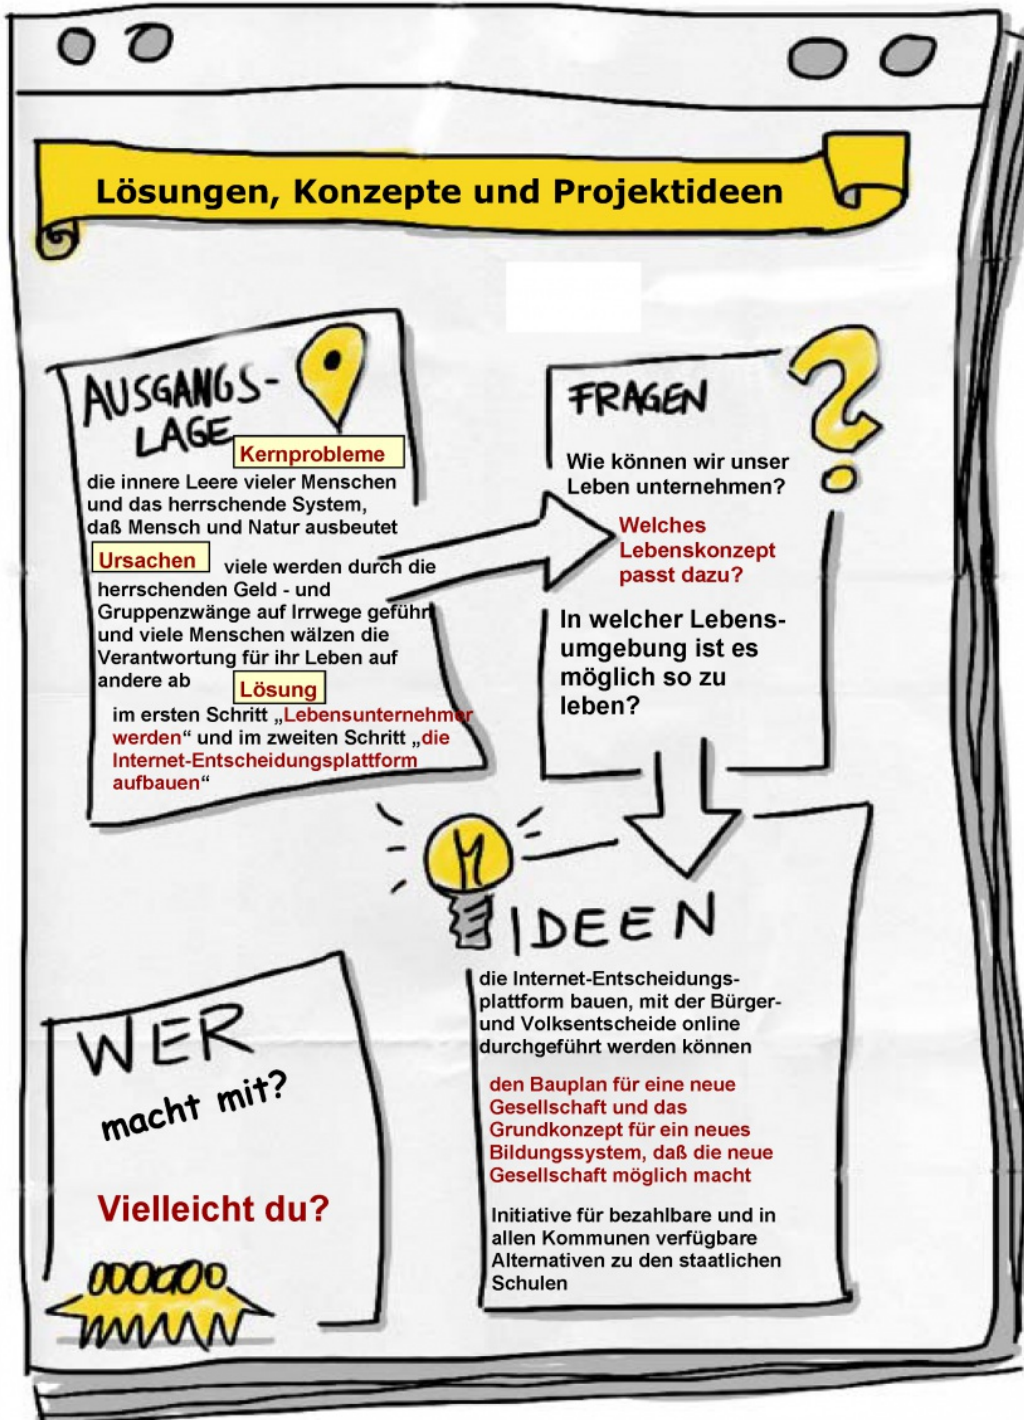 Lösungen, Konzepte und Projektideen
AUSGANGS-
LAGE
Kernprobleme
die innere Leere vieler Menschen
und das herrschende System,
daß Mensch und Natur ausbeutet
Ursachen
viele werden durch die
herrschenden Geld - und
Gruppenzwänge auf Irrwege geführt
und viele Menschen wälzen die
Verantwortung für ihr Leben auf
andere ab
Lösung
im ersten Schritt „Lebensunternehmer
werden“ und im zweiten Schritt „die
Internet-Entscheidungsplattform
aufbauen“
FRAGEN
Wie können wir unser
Leben unternehmen?
Welches
Lebenskonzept
passt dazu?
In welcher Lebens-
umgebung ist es
möglich so zu
leben?
IDEEN
die Internet-Entscheidungs-
plattform bauen, mit der Bürger-
und Volksentscheide online
durchgeführt werden können
den Bauplan für eine neue
Gesellschaft und das
Grundkonzept für ein neues
Bildungssystem, daß die neue
Gesellschaft möglich macht
Initiative für bezahlbare und in
allen Kommunen verfügbare
Alternativen zu den staatlichen
Schulen
WER
macht mit?
Vielleicht du?